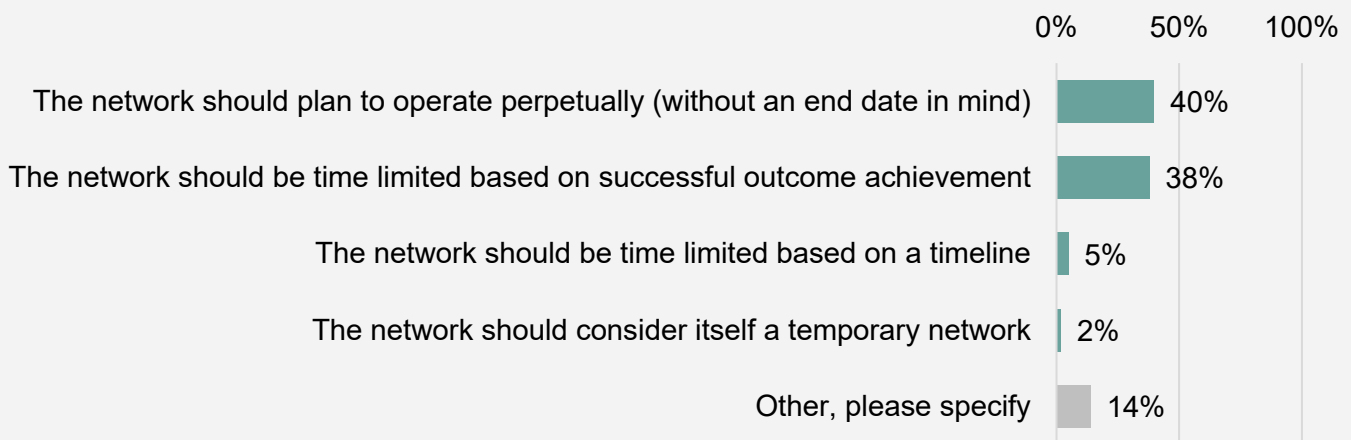 0% 50% 100%
The network should plan to operate perpetually (without an end date in mind) 40%
The network should be time limited based on successful outcome achievement 38%
The network should be time limited based on a timeline 5%
The network should consider itself a temporary network 2%
Other, please specify 14%